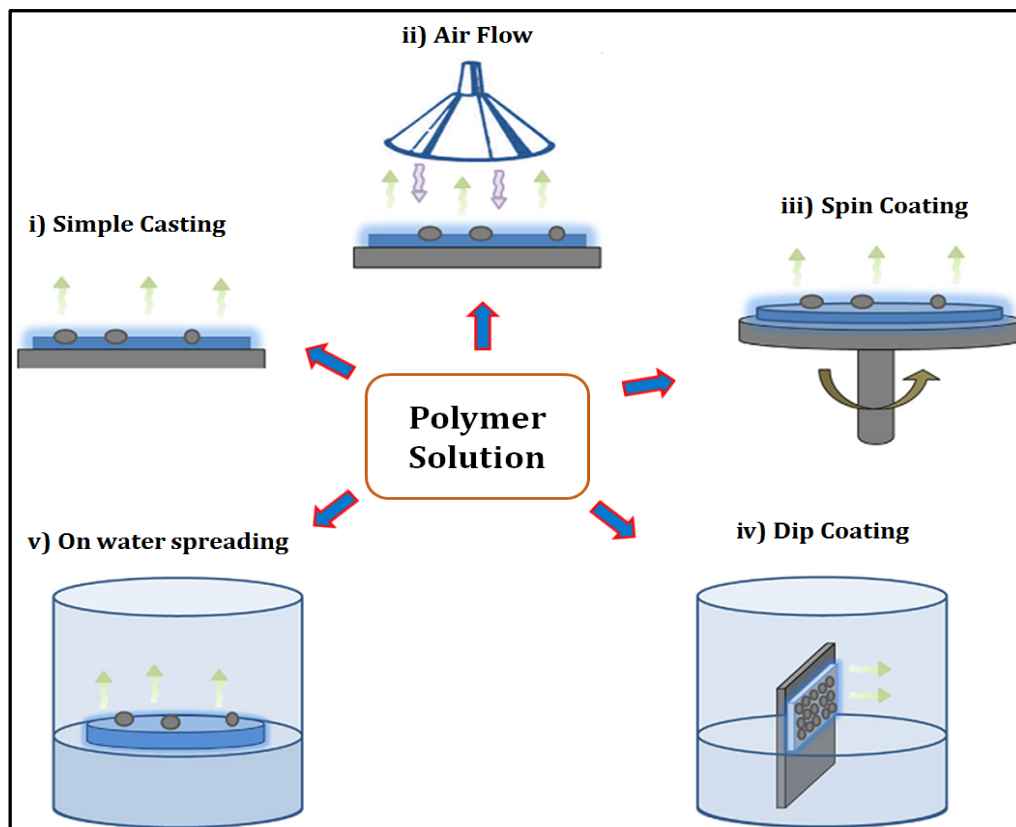 ii) Air Flow
i) Simple Casting
iii) Spin Coating
Polymer
Solution
v) On water spreading
iv) Dip Coating